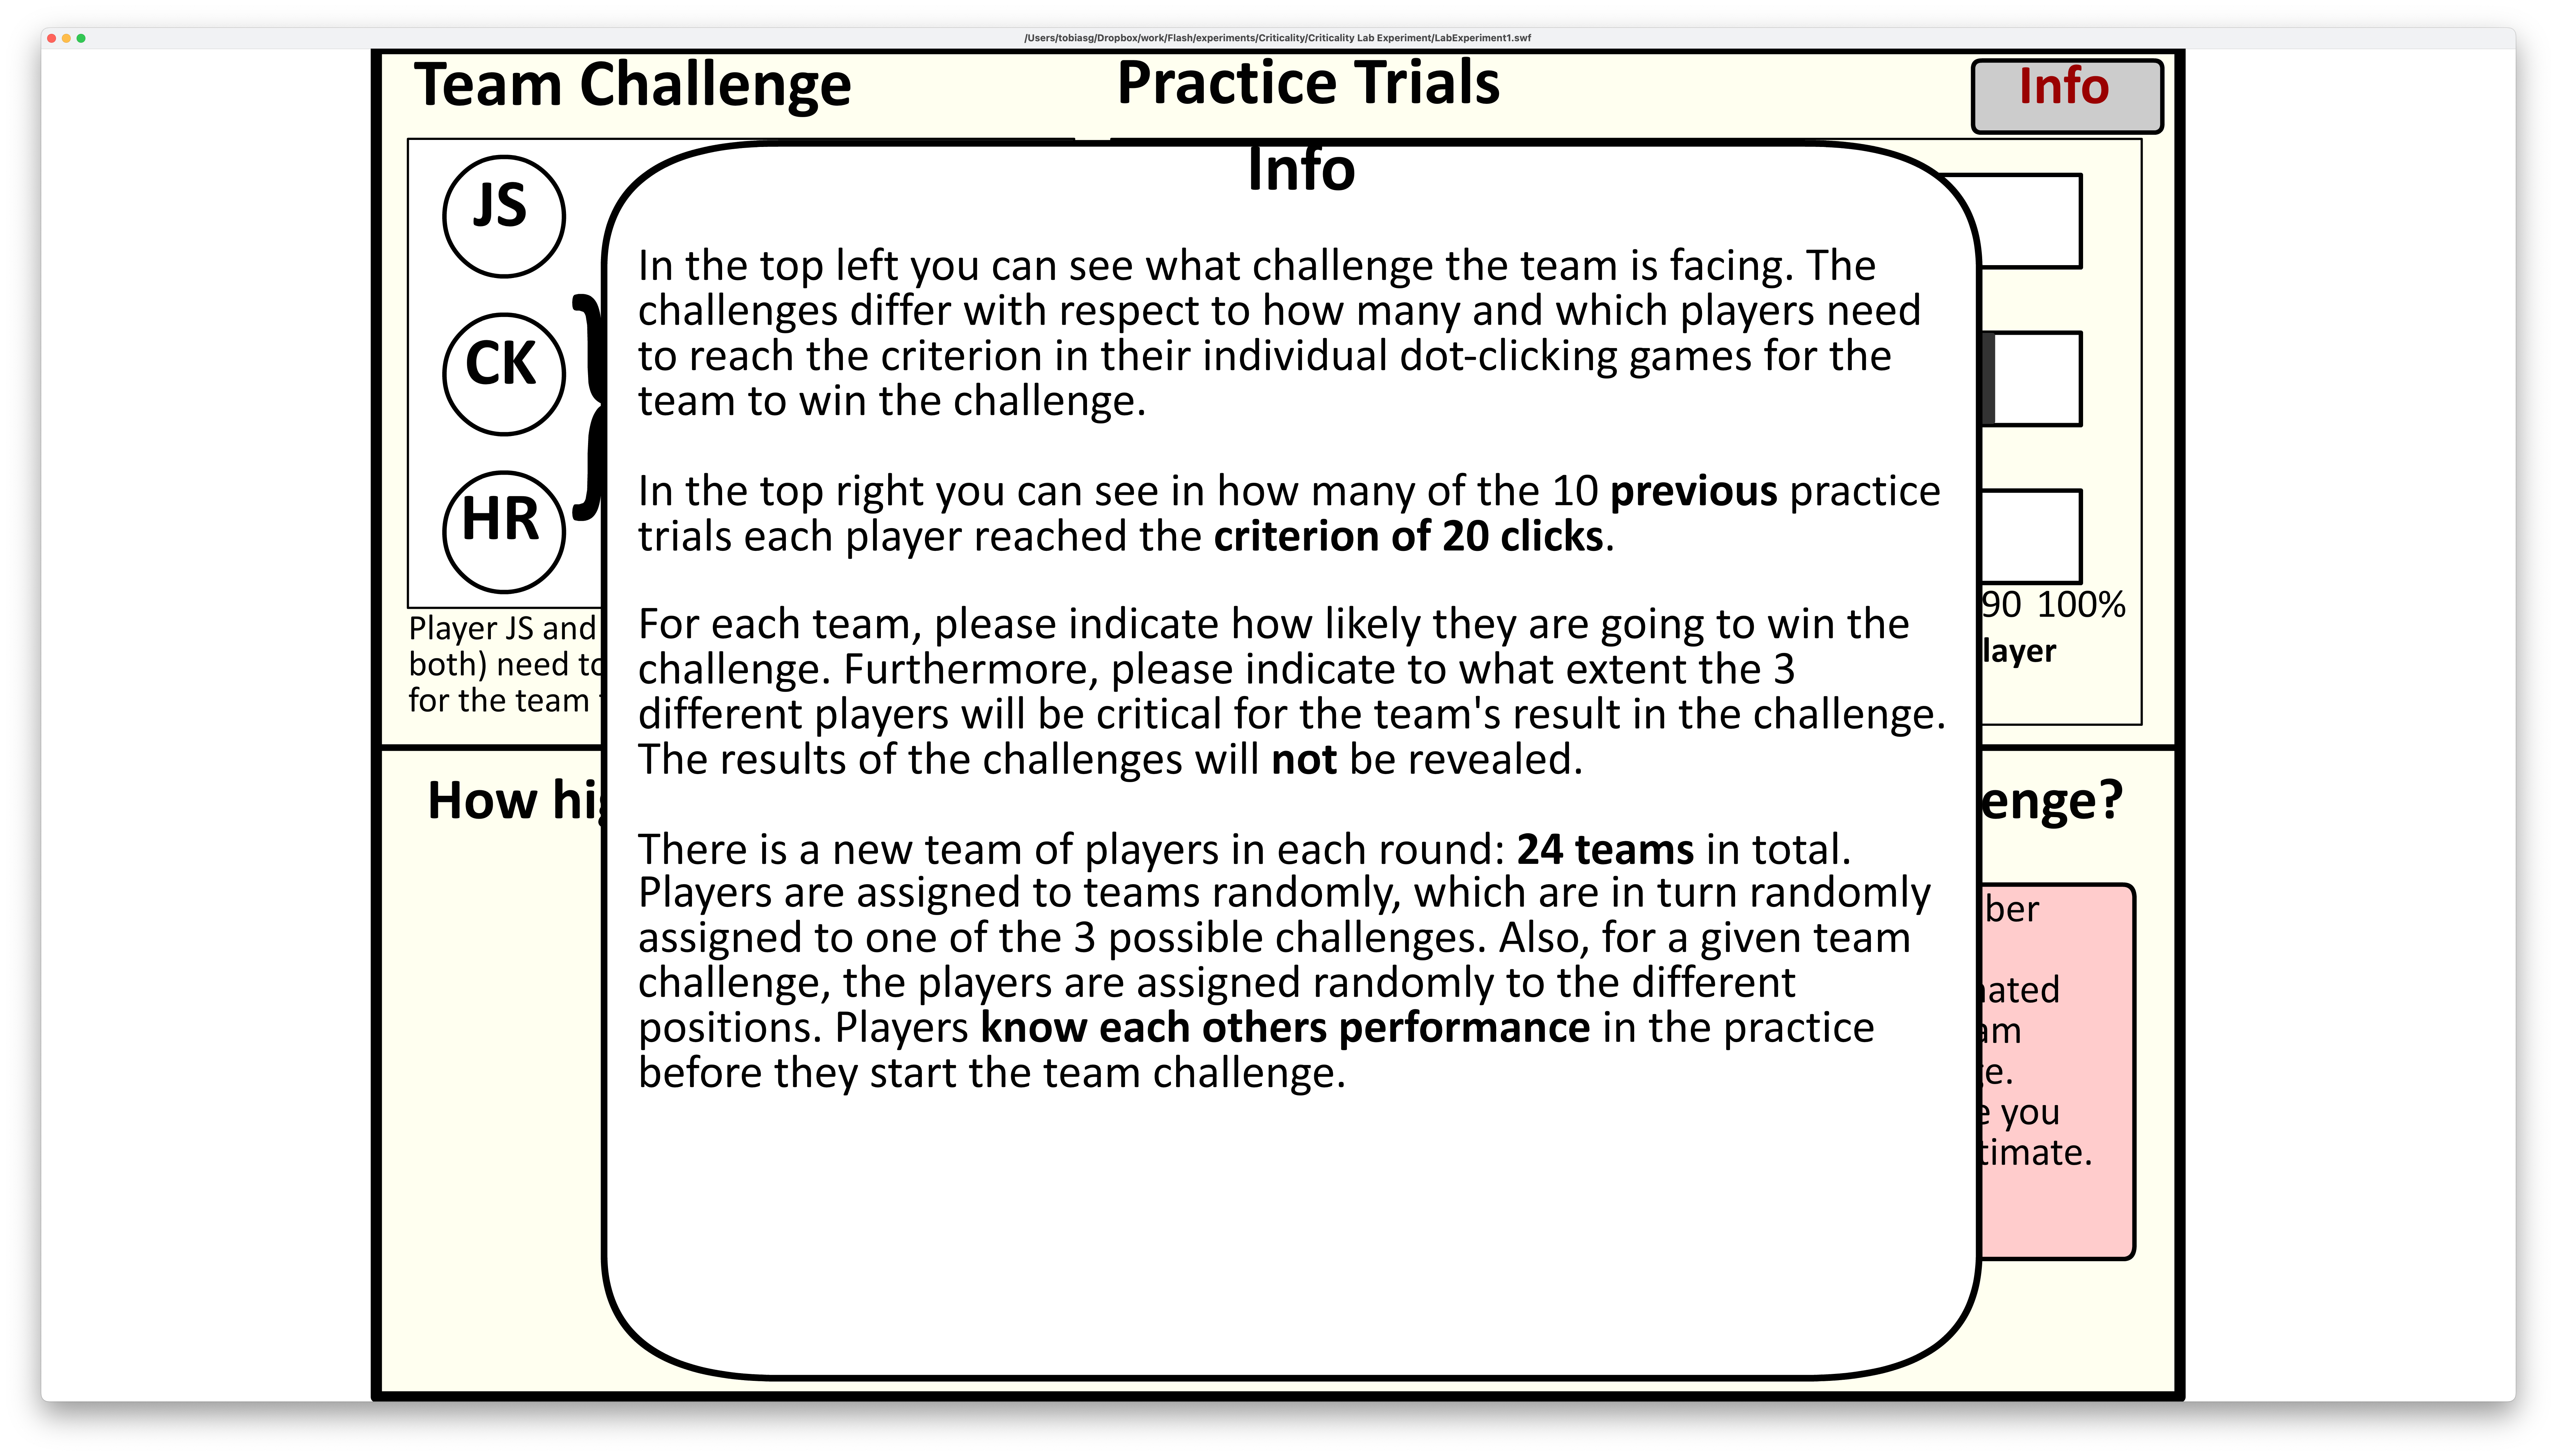 /Users/tobiasg/Dropbox/work/Flash/experiments/Criticality/Criticality Lab Experiment/LabExperiment1.swf
Team Challenge
Practice Trials
Info
JS
CK
HR
Player JS and
both) need to
for the team
90 100%
layer
How hig
enge?
ber
ated
am
e.
e you
timate.
Info
In the top left you can see what challenge the team is facing. The
challenges differ with respect to how many and which players need
to reach the criterion in their individual dot-clicking games for the
team to win the challenge.
In the top right you can see in how many of the 10 previous practice
trials each player reached the criterion of 20 clicks.
For each team, please indicate how likely they are going to win the
challenge. Furthermore, please indicate to what extent the 3
different players will be critical for the team's result in the challenge.
The results of the challenges will not be revealed.
There is a new team of players in each round: 24 teams in total.
Players are assigned to teams randomly, which are in turn randomly
assigned to one of the 3 possible challenges. Also, for a given team
challenge, the players are assigned randomly to the different
positions. Players know each others performance in the practice
before they start the team challenge.